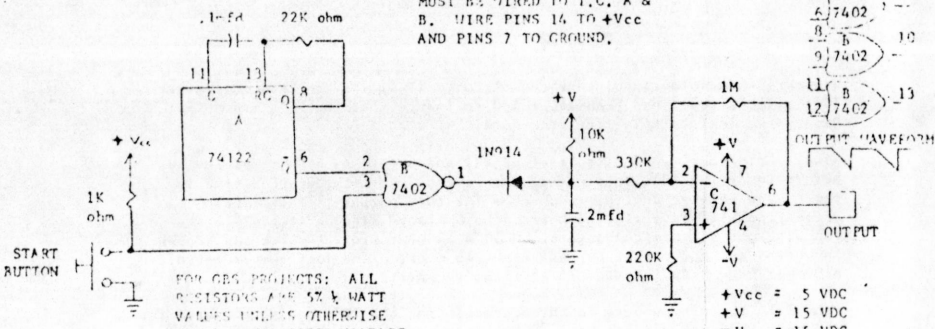 MUST BE WIRED TO I.C. A &
B. WIRE PINS 14 TO +Vcc
AND PINS 7 TO GROUND.
.1mfd
22K ohm
11
13
C
RC
Q
8
A
74122
Q̅
6
+ Vcc
1K
ohm
START
BUTTON
2
3
B
7402
1
1N914
+V
10K
ohm
330K
.2mfd
1M
+V
7
2
-
C
741
3
+
6
4
-V
220K
ohm
OUTPUT
6
7402
8
9
B
7402
10
11
12
B
7402
13
OUTPUT WAVEFORM
FOR GBS PROJECTS: ALL
RESISTORS ARE 5% ¼ WATT
VALUES UNLESS OTHERWISE
+Vcc = 5 VDC
+V = 15 VDC